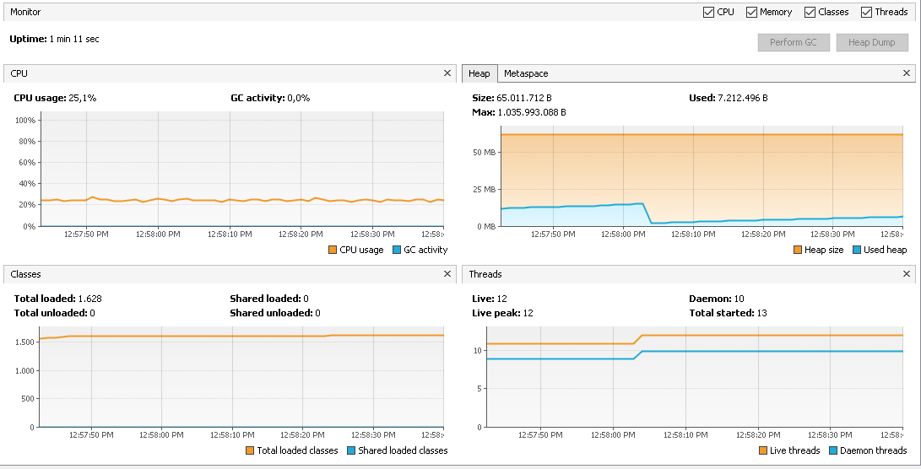 Monitor
CPU Memory Classes Threads
Uptime: 1 min 11 sec
Perform GC Heap Dump
CPU
CPU usage: 25,1% GC activity: 0,0%
100%
80%
60%
40%
20%
0%
12:57:50 PM 12:58:00 PM 12:58:10 PM 12:58:20 PM 12:58:30 PM 12:58:
CPU usage GC activity
Heap Metaspace
Size: 65.011.712 B Used: 7.212.496 B
Max: 1.035.993.088 B
50 MB
25 MB
0 MB
12:57:50 PM 12:58:00 PM 12:58:10 PM 12:58:20 PM 12:58:30 PM 12:58:
Heap size Used heap
Classes
Total loaded: 1.628 Shared loaded: 0
Total unloaded: 0 Shared unloaded: 0
1.500
1.000
500
0
12:57:50 PM 12:58:00 PM 12:58:10 PM 12:58:20 PM 12:58:30 PM 12:58:
Total loaded classes Shared loaded classes
Threads
Live: 12 Daemon: 10
Live peak: 12 Total started: 13
10
5
0
12:57:50 PM 12:58:00 PM 12:58:10 PM 12:58:20 PM 12:58:30 PM 12:58:
Live threads Daemon threads